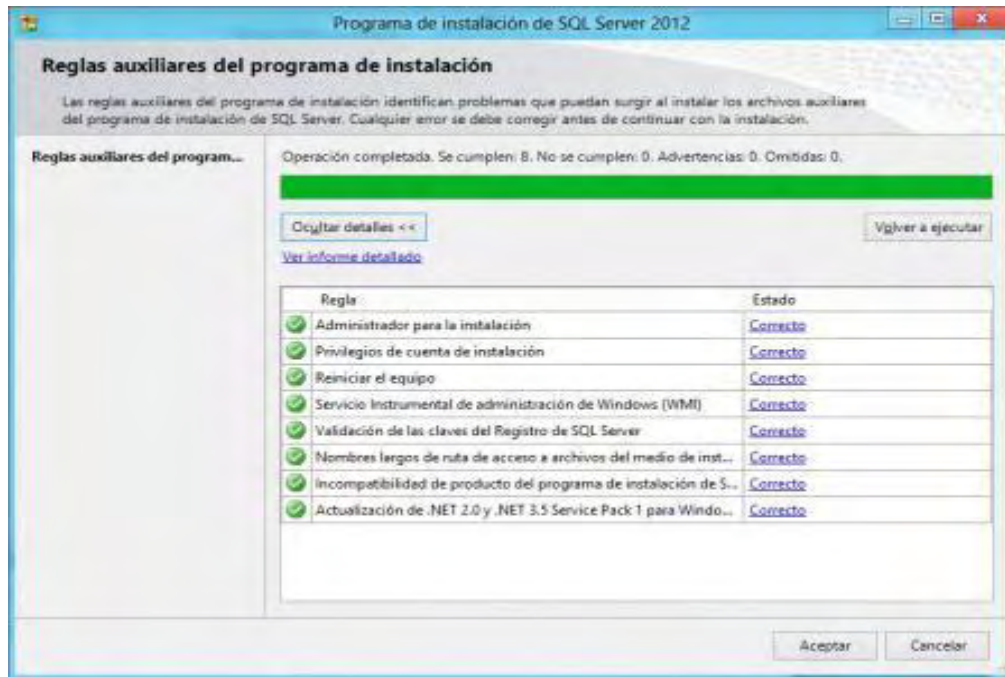 Programa de instalación de SQL Server 2012
Reglas auxiliares del programa de instalación
Las reglas auxiliares del programa de instalación identifican problemas que puedan surgir al instalar los archivos auxiliares
del programa de instalación de SQL Server. Cualquier error se debe corregir antes de continuar con la instalación.
Reglas auxiliares del program...
Operación completada. Se cumplen: 8. No se cumplen: 0. Advertencias: 0. Omitidas: 0.
Ocultar detalles <<
Volver a ejecutar
Ver informe detallado
Regla Estado
Administrador para la instalación Correcto
Privilegios de cuenta de instalación Correcto
Reiniciar el equipo Correcto
Servicio Instrumental de administración de Windows (WMI) Correcto
Validación de las claves del Registro de SQL Server Correcto
Nombres largos de ruta de acceso a archivos del medio de inst... Correcto
Incompatibilidad de producto del programa de instalación de S... Correcto
Actualización de .NET 2.0 y .NET 3.5 Service Pack 1 para Windo... Correcto
Aceptar Cancelar